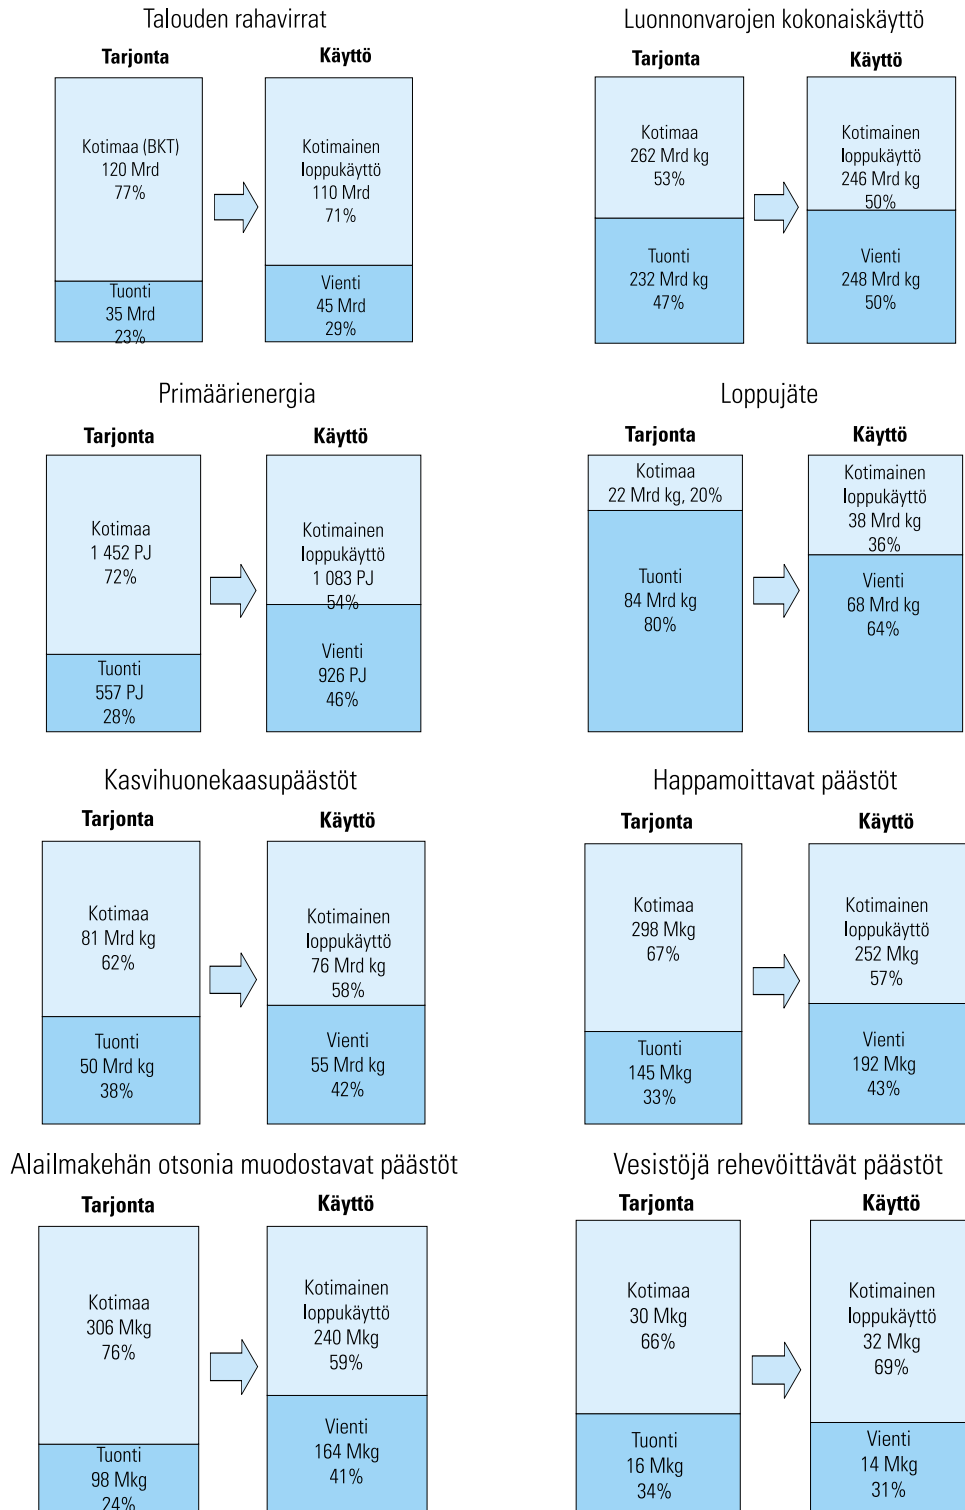 Talouden rahavirrat
Tarjonta
Käyttö
Kotimaa (BKT)
120 Mrd
77%
Tuonti
35 Mrd
23%
Kotimainen
loppukäyttö
110 Mrd
71%
Vienti
45 Mrd
29%
Luonnonvarojen kokonaiskäyttö
Tarjonta
Käyttö
Kotimaa
262 Mrd kg
53%
Tuonti
232 Mrd kg
47%
Kotimainen
loppukäyttö
246 Mrd kg
50%
Vienti
248 Mrd kg
50%
Primäärienergia
Tarjonta
Käyttö
Kotimaa
1 452 PJ
72%
Tuonti
557 PJ
28%
Kotimainen
loppukäyttö
1 083 PJ
54%
Vienti
926 PJ
46%
Loppujäte
Tarjonta
Käyttö
Kotimaa
22 Mrd kg, 20%
Tuonti
84 Mrd kg
80%
Kotimainen
loppukäyttö
38 Mrd kg
36%
Vienti
68 Mrd kg
64%
Kasvihuonekaasupäästöt
Tarjonta
Käyttö
Kotimaa
81 Mrd kg
62%
Tuonti
50 Mrd kg
38%
Kotimainen
loppukäyttö
76 Mrd kg
58%
Vienti
55 Mrd kg
42%
Happamoittavat päästöt
Tarjonta
Käyttö
Kotimaa
298 Mkg
67%
Tuonti
145 Mkg
33%
Kotimainen
loppukäyttö
252 Mkg
57%
Vienti
192 Mkg
43%
Alailmakehän otsonia muodostavat päästöt
Tarjonta
Käyttö
Kotimaa
306 Mkg
76%
Tuonti
98 Mkg
24%
Kotimainen
loppukäyttö
240 Mkg
59%
Vienti
164 Mkg
41%
Vesistöjä rehevöittävät päästöt
Tarjonta
Käyttö
Kotimaa
30 Mkg
66%
Tuonti
16 Mkg
34%
Kotimainen
loppukäyttö
32 Mkg
69%
Vienti
14 Mkg
31%